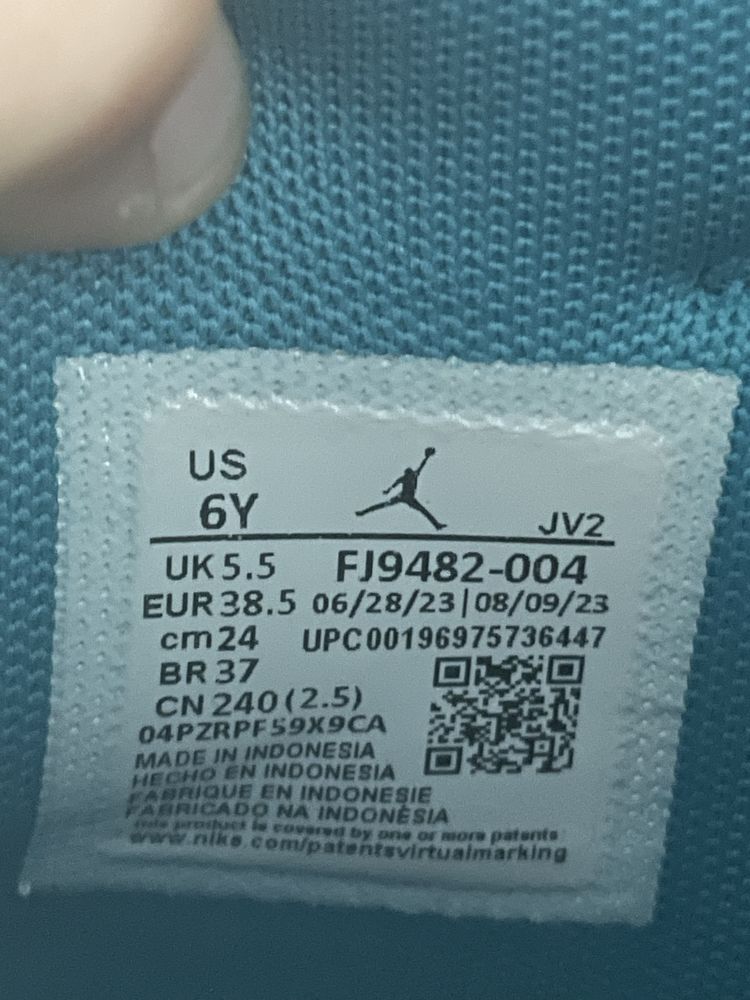 US
6Y
JV2
UK 5.5 FJ9482-004
EUR 38.5 06/28/23|08/09/23
cm 24 UPC00196975736447
BR 37
CN 240 (2.5)
04PZRPF59X9CA
MADE IN INDONESIA
HECHO EN INDONESIA
FABRIQUE EN INDONESIE
FABRICADO NA INDONÉSIA
this product is covered by one or more patents
www.nike.com/patentsvirtualmarking